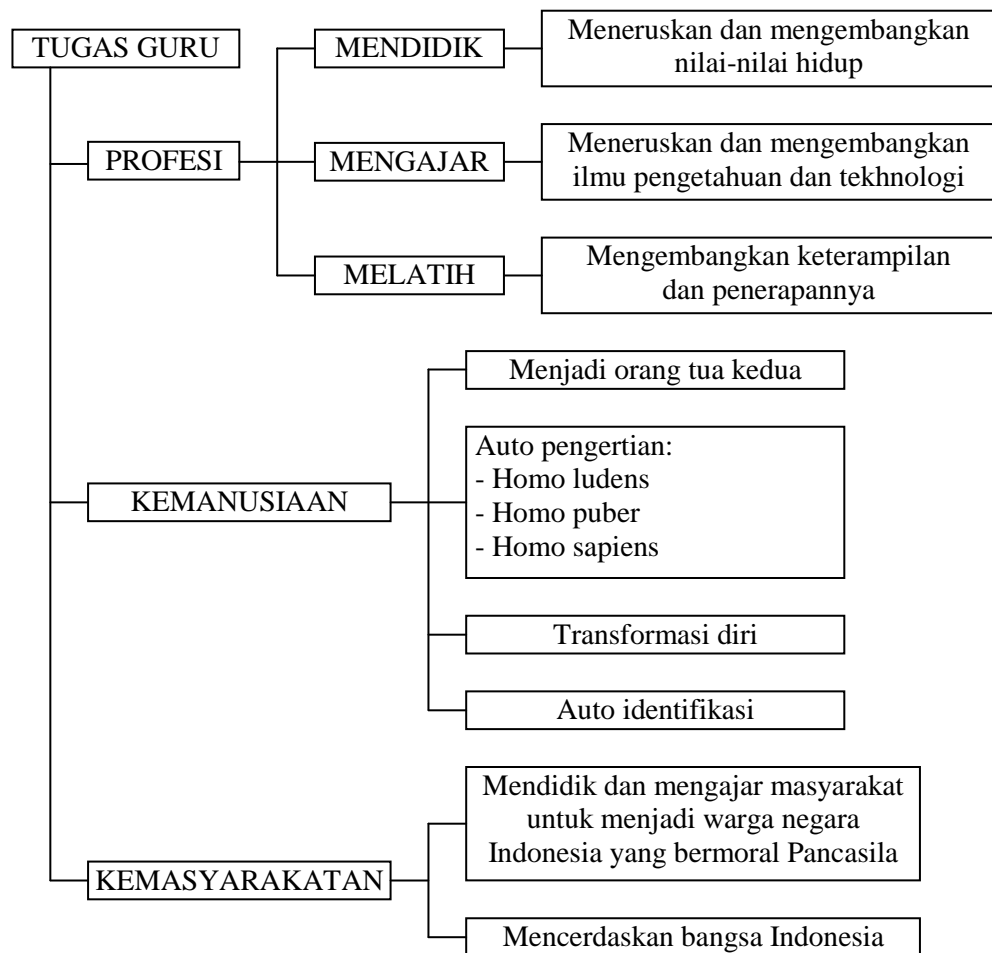 TUGAS GURU
PROFESI
MENDIDIK
Meneruskan dan mengembangkan
nilai-nilai hidup
MENGAJAR
Meneruskan dan mengembangkan
ilmu pengetahuan dan tekhnologi
MELATIH
Mengembangkan keterampilan
dan penerapannya
KEMANUSIAAN
Menjadi orang tua kedua
Auto pengertian:
- Homo ludens
- Homo puber
- Homo sapiens
Transformasi diri
Auto identifikasi
KEMASYARAKATAN
Mendidik dan mengajar masyarakat
untuk menjadi warga negara
Indonesia yang bermoral Pancasila
Mencerdaskan bangsa Indonesia